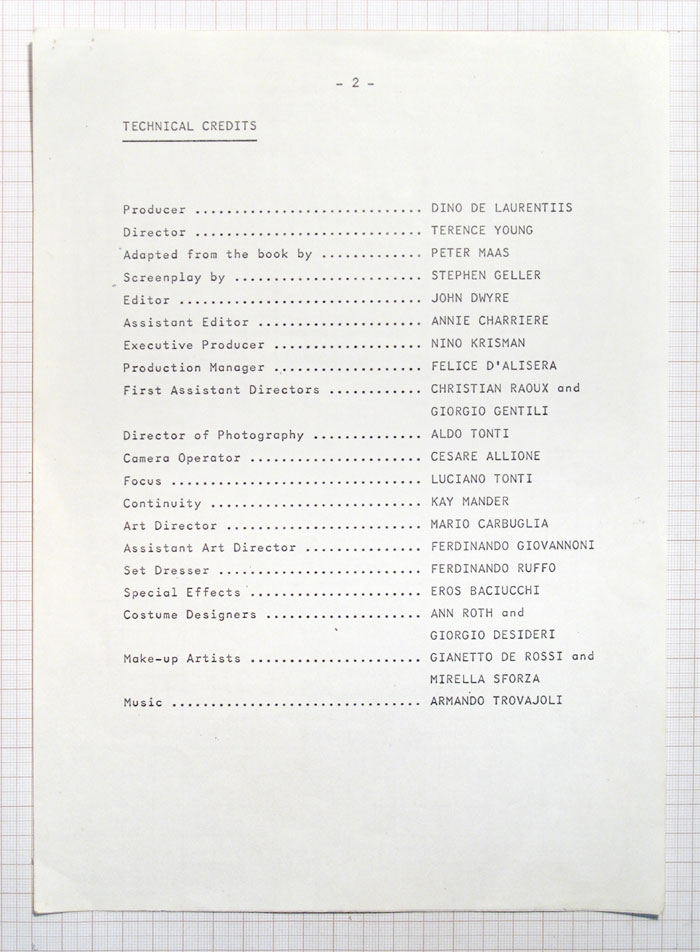 - 2 -
TECHNICAL CREDITS
Producer ............................. DINO DE LAURENTIIS
Director ............................. TERENCE YOUNG
Adapted from the book by ............. PETER MAAS
Screenplay by ........................ STEPHEN GELLER
Editor ............................... JOHN DWYRE
Assistant Editor ..................... ANNIE CHARRIERE
Executive Producer ................... NINO KRISMAN
Production Manager ................... FELICE D'ALISERA
First Assistant Directors ............ CHRISTIAN RAOUX and
GIORGIO GENTILI
Director of Photography .............. ALDO TONTI
Camera Operator ...................... CESARE ALLIONE
Focus ................................ LUCIANO TONTI
Continuity ........................... KAY MANDER
Art Director ......................... MARIO CARBUGLIA
Assistant Art Director ............... FERDINANDO GIOVANNONI
Set Dresser .......................... FERDINANDO RUFFO
Special Effects ...................... EROS BACIUCCHI
Costume Designers .................... ANN ROTH and
GIORGIO DESIDERI
Make-up Artists ...................... GIANETTO DE ROSSI and
MIRELLA SFORZA
Music ................................ ARMANDO TROVAJOLI